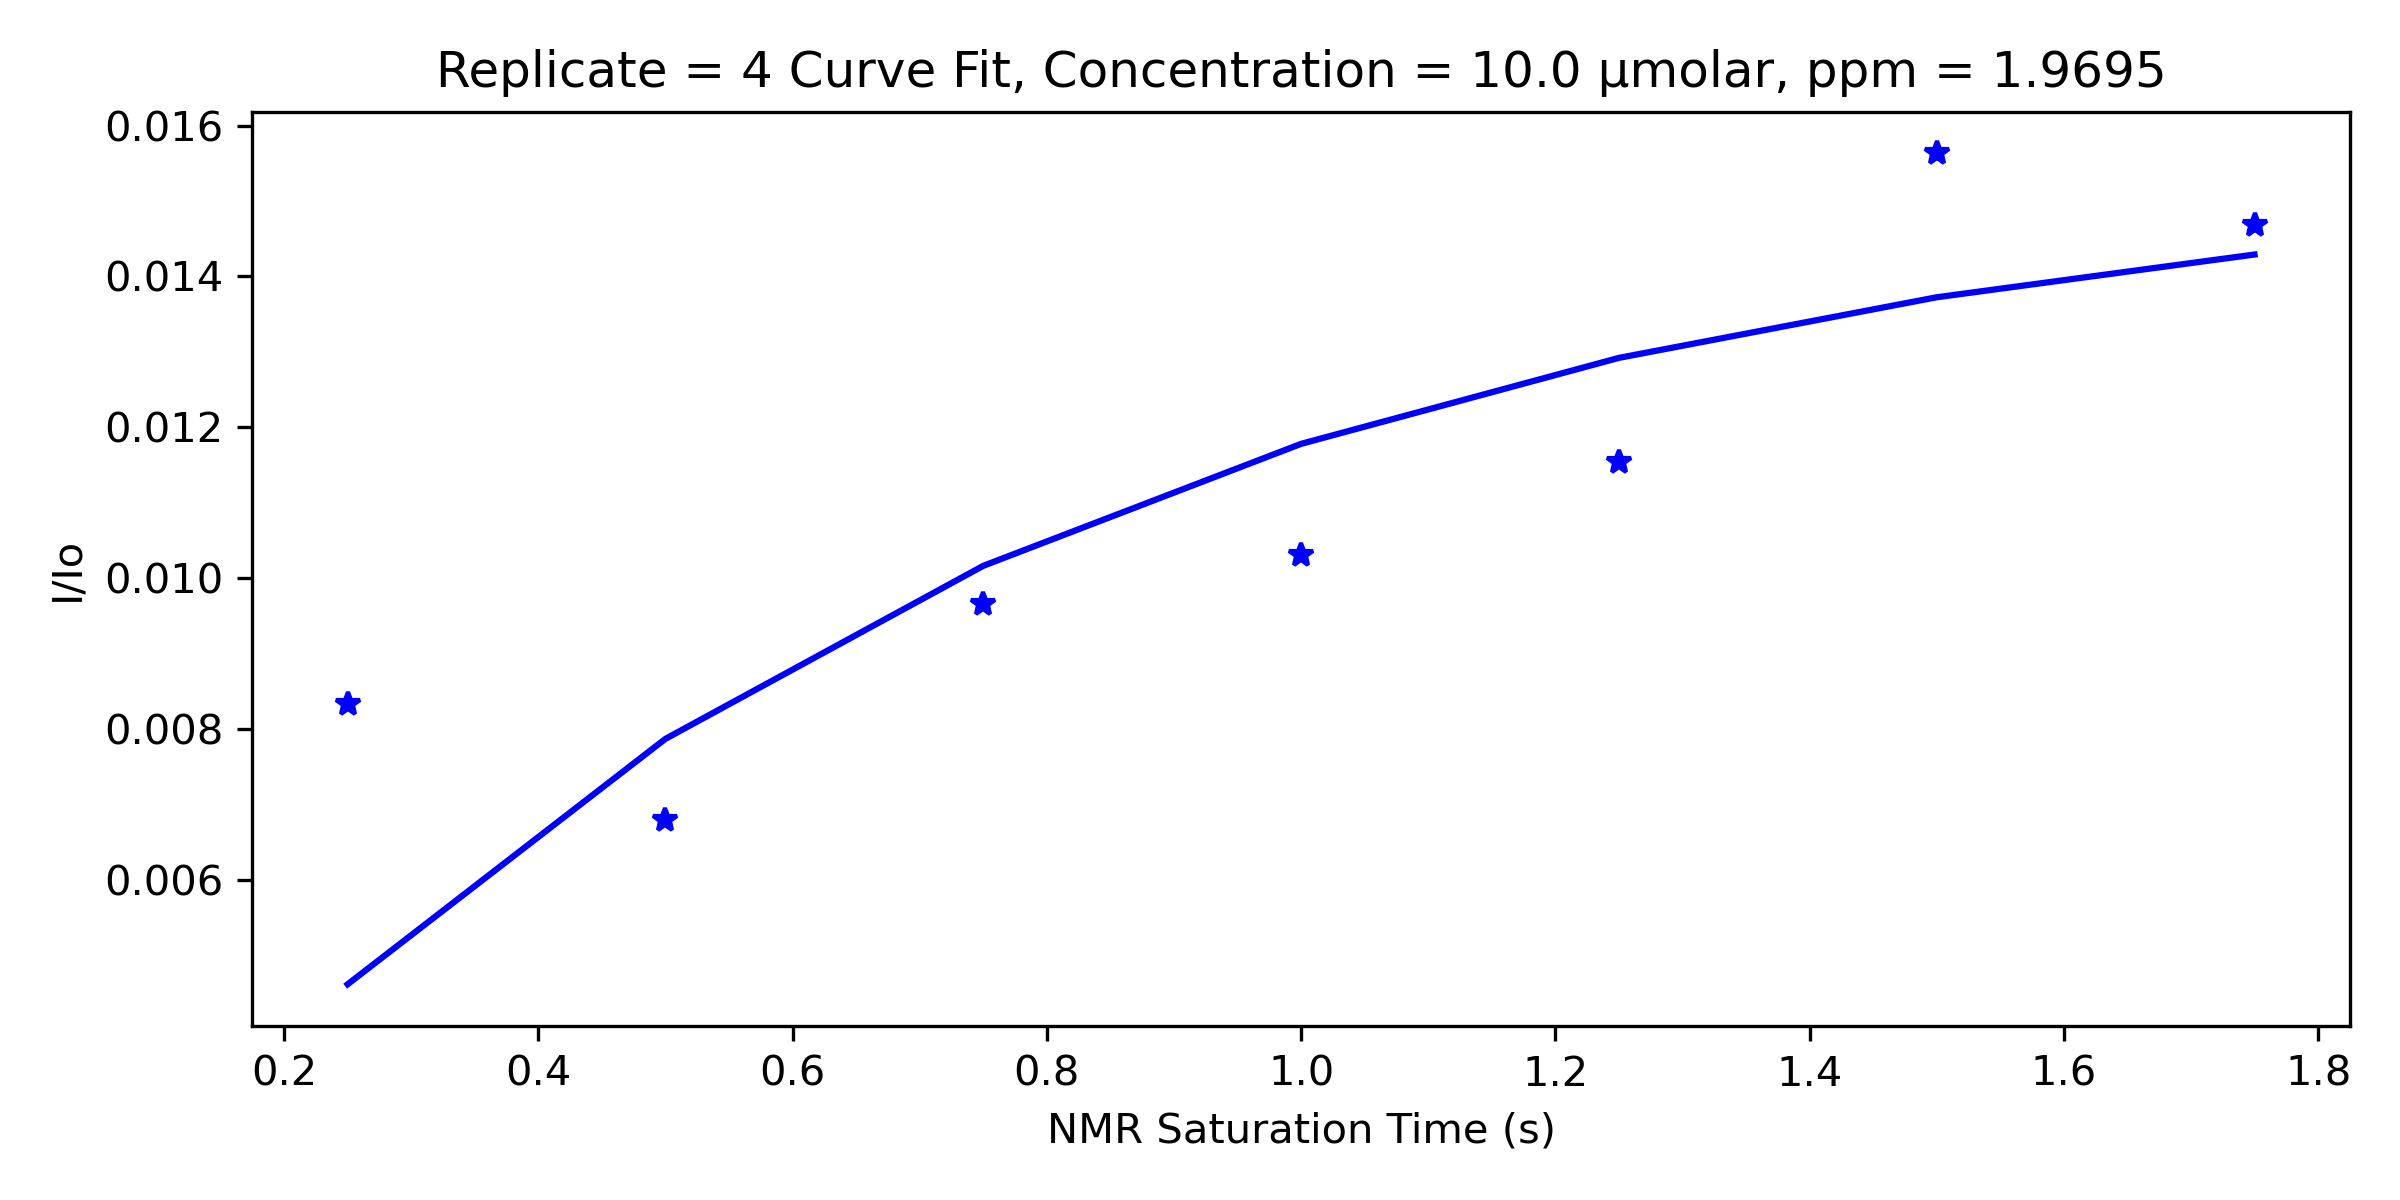 Replicate = 4 Curve Fit, Concentration = 10.0 µmolar, ppm = 1.9695
0.016
0.014
0.012
0.010
0.008
0.006
I/Io
0.2 0.4 0.6 0.8 1.0 1.2 1.4 1.6 1.8
NMR Saturation Time (s)